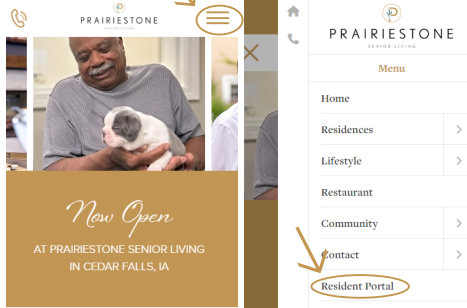 PRAIRIESTONE
SENIOR LIVING
Now Open
AT PRAIRIESTONE SENIOR LIVING
IN CEDAR FALLS, IA
PRAIRIESTONE
SENIOR LIVING
Menu
Home
Residences
Lifestyle
Restaurant
Community
Contact
Resident Portal